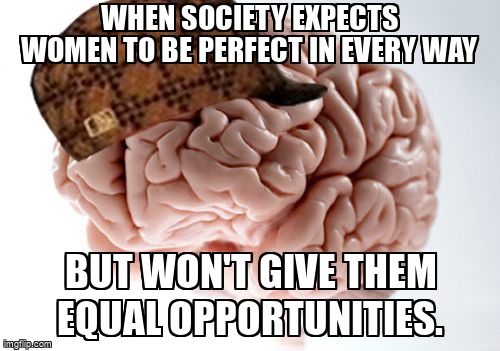 WHEN SOCIETY EXPECTS
WOMEN TO BE PERFECT IN EVERY WAY
BUT WON'T GIVE THEM
EQUAL OPPORTUNITIES.
imgflip.com